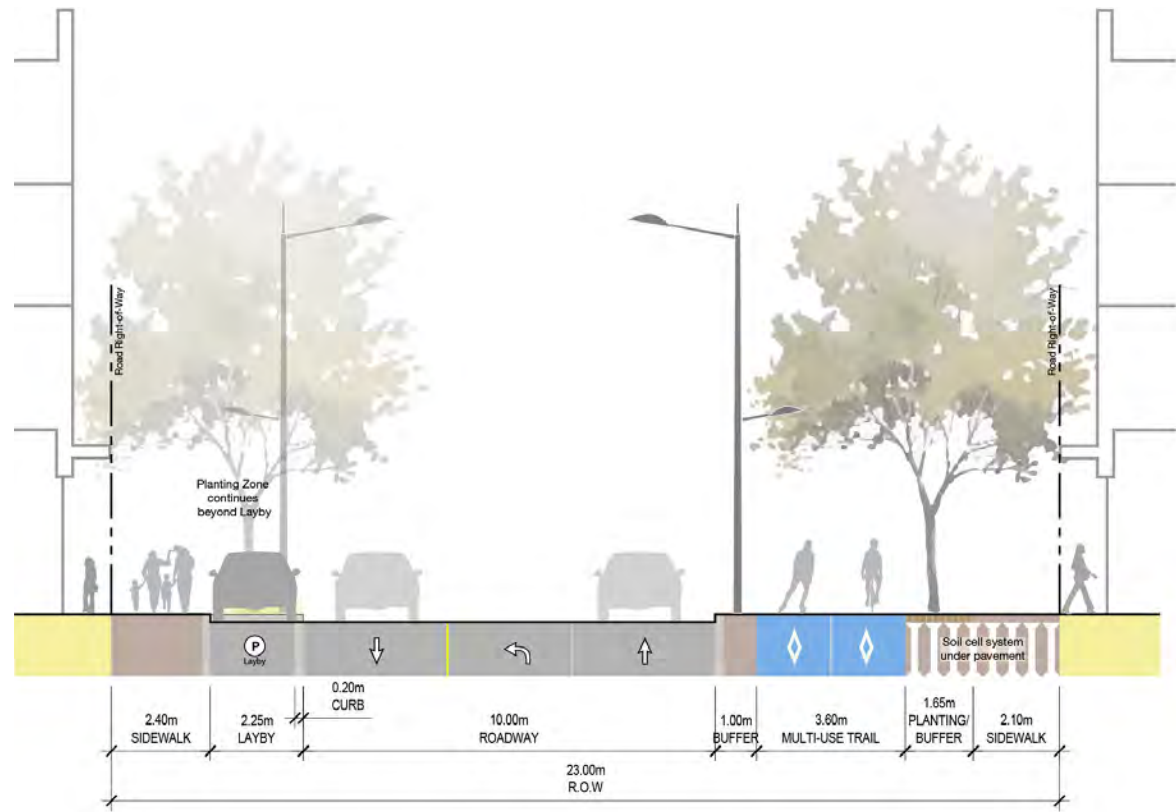 Road Right-of-Way
Road Right-of-Way
Planting Zone
continues
beyond Layby
P
Layby
Soil cell system
under pavement
0.20m
CURB
2.40m
SIDEWALK
2.25m
LAYBY
10.00m
ROADWAY
1.00m
BUFFER
3.60m
MULTI-USE TRAIL
1.65m
PLANTING/
BUFFER
2.10m
SIDEWALK
23.00m
R.O.W